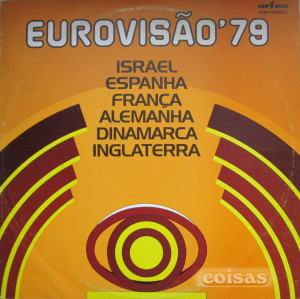 EUROVISÃO'79
orfeu
ISRAEL
ESPANHA
FRANÇA
ALEMANHA
DINAMARCA
INGLATERRA
coisas